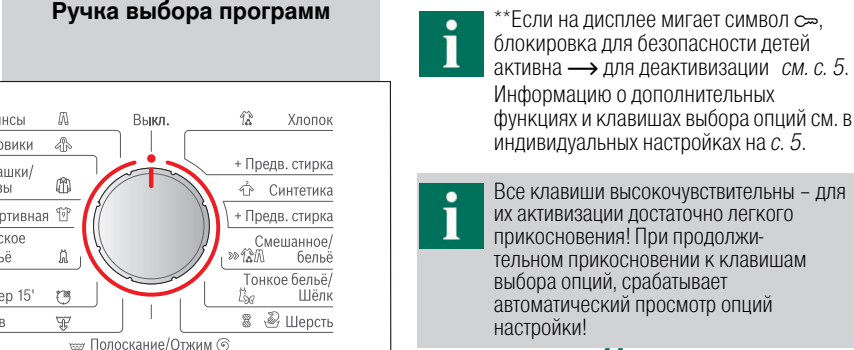 Ручка выбора программ
Выкл.
Хлопок
+ Предв. стирка
Синтетика
+ Предв. стирка
Смешанное/
бельё
Тонкое бельё/
Шёлк
Шерсть
Полоскание/Отжим
15'
**Если на дисплее мигает символ
блокировка для безопасности детей
активна → для деактивизации см. с. 5.
Информацию о дополнительных
функциях и клавишах выбора опций см. в
индивидуальных настройках на с. 5.
i
Все клавиши высокочувствительны – для
их активизации достаточно легкого
прикосновения! При продолжи-
тельном прикосновении к клавишам
выбора опций, срабатывает
автоматический просмотр опций
настройки!
i